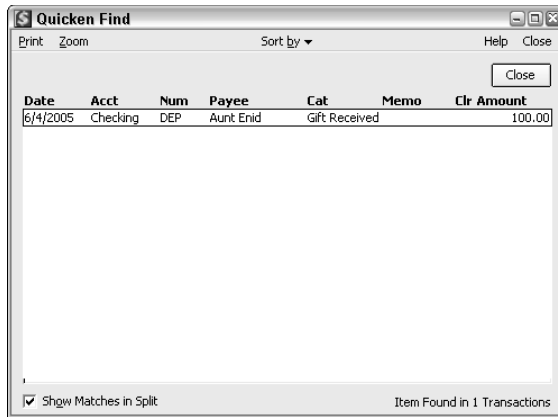 Quicken Find
Print Zoom Sort by Help Close
Close
Date Acct Num Payee Cat Memo Clr Amount
6/4/2005 Checking DEP Aunt Enid Gift Received 100.00
Show Matches in Split Item Found in 1 Transactions